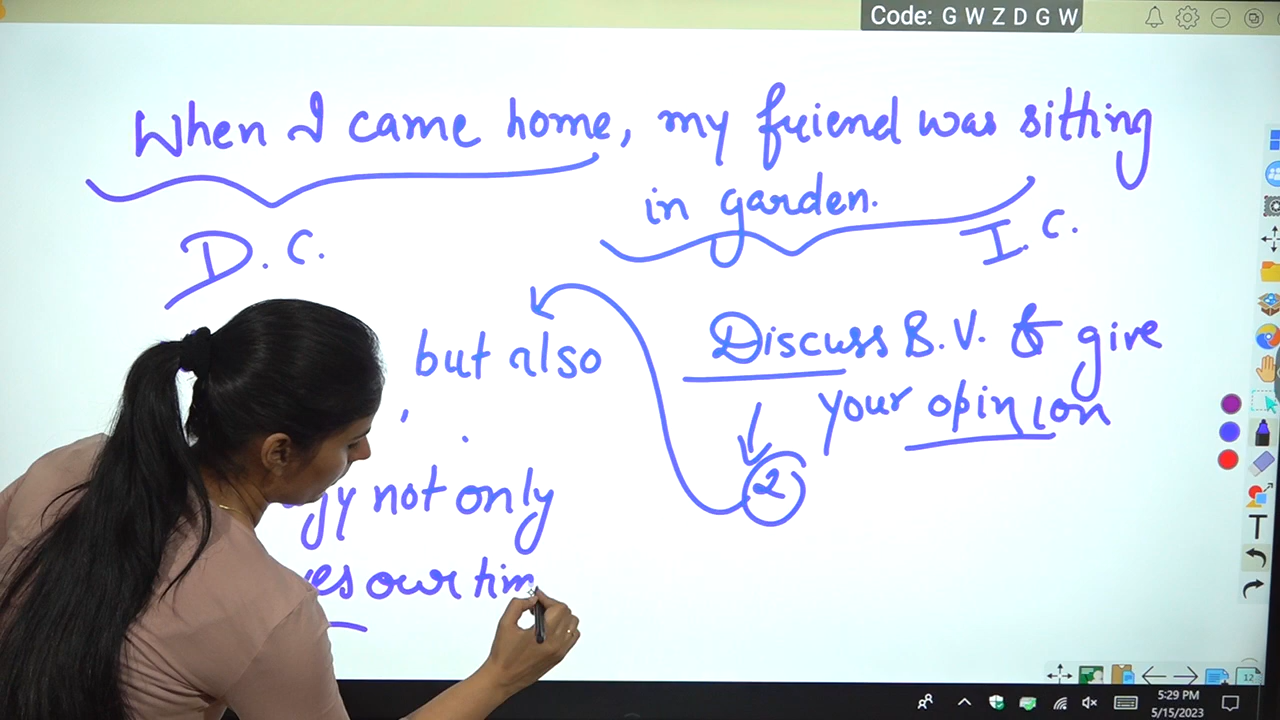 Code: G W Z D G W
When I came home, my friend was sitting
in garden.
D.C.
I.C.
Discuss B.V. & give
your opinion
2
but also
not only
our tim
T
12
5:29 PM
5/15/2023